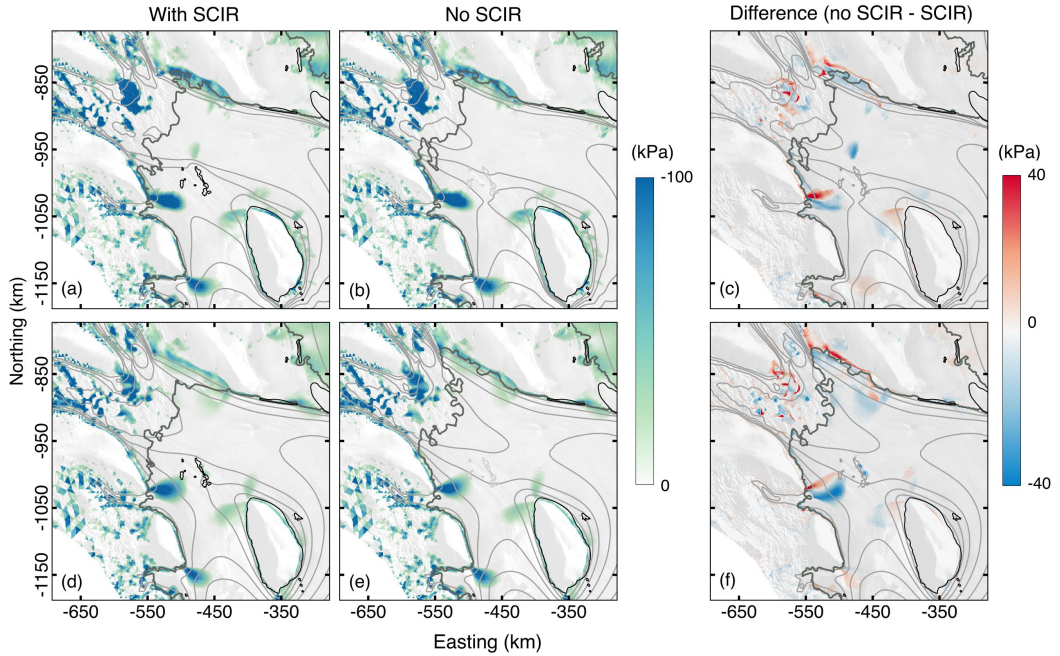 With SCIR
No SCIR
Difference (no SCIR - SCIR)
-850
-950
-1050
-1150
(a)
(b)
(c)
(kPa)
-100
0
(kPa)
40
0
-40
Northing (km)
-850
-950
-1050
-1150
(d)
(e)
(f)
-650
-550
-450
-350
-650
-550
-450
-350
-650
-550
-450
-350
Easting (km)